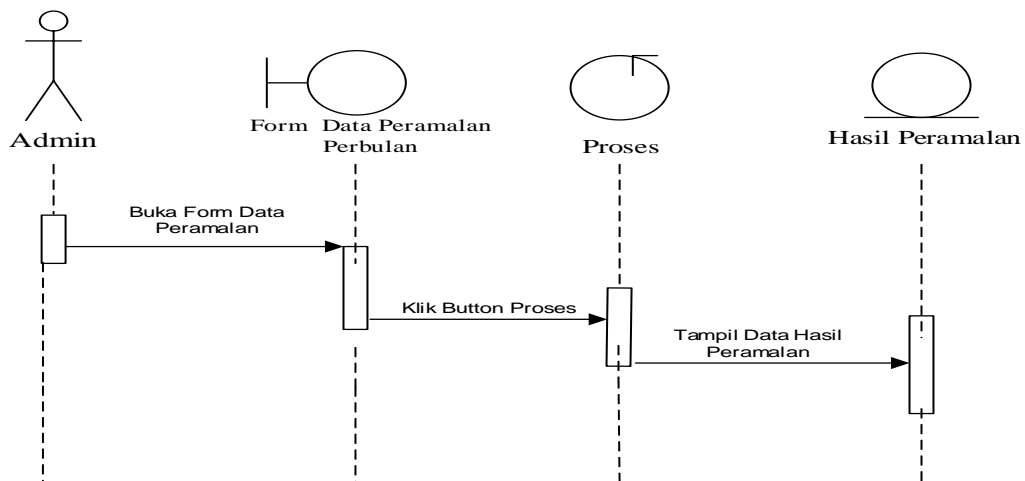 Admin
Form Data Peramalan
Perbulan
Proses
Hasil Peramalan
Buka Form Data
Peramalan
Klik Button Proses
Tampil Data Hasil
Peramalan